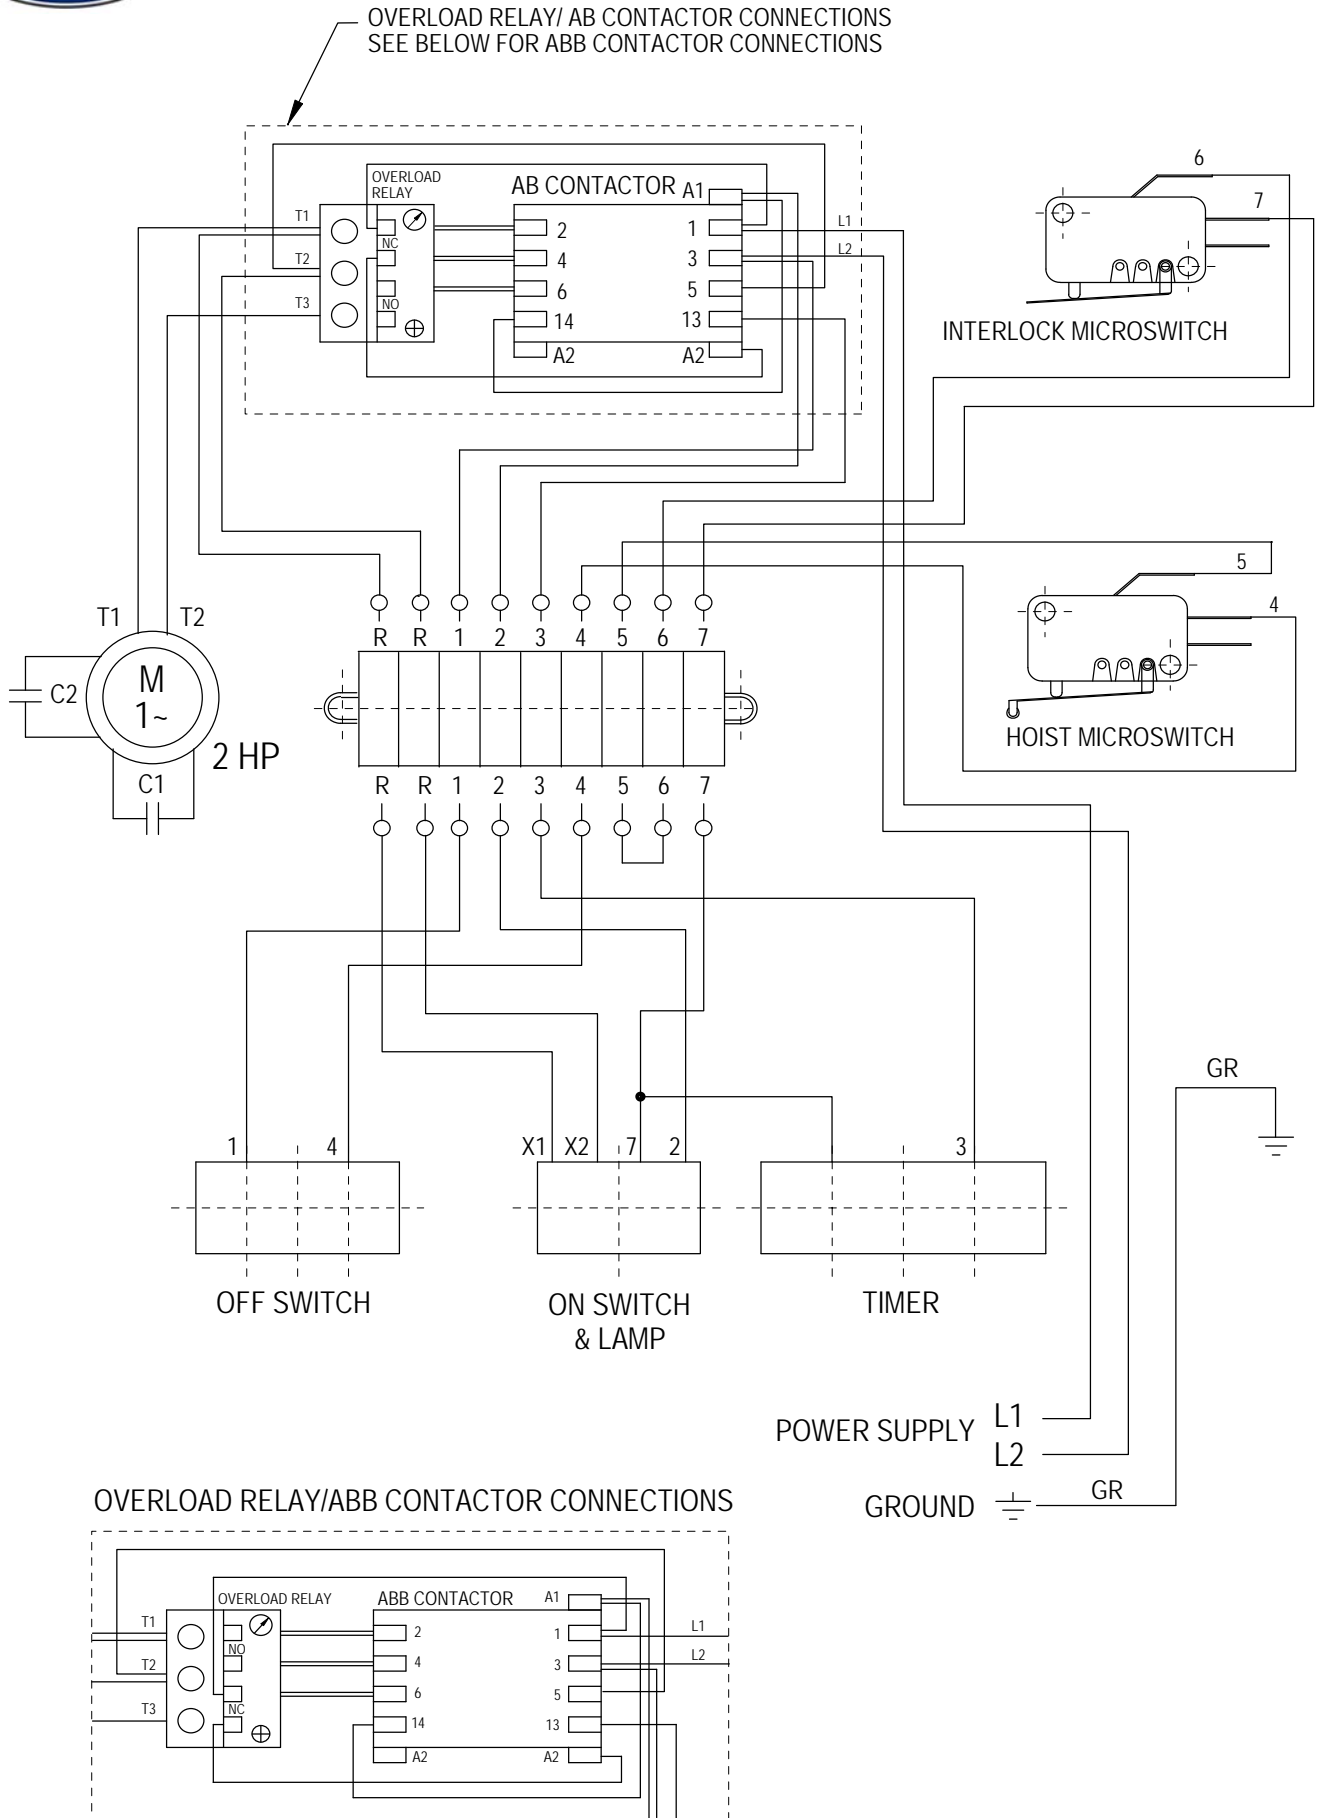 OVERLOAD RELAY/ AB CONTACTOR CONNECTIONS
SEE BELOW FOR ABB CONTACTOR CONNECTIONS
OVERLOAD
RELAY
AB CONTACTOR
A1
T1
NC
T2
NO
T3
2
4
6
14
A2
1
3
5
13
A2
L1
L2
6
7
INTERLOCK MICROSWITCH
5
4
HOIST MICROSWITCH
T1 T2
C2
M
1~
2 HP
C1
R R 1 2 3 4 5 6 7
R R 1 2 3 4 5 6 7
GR
1 4
X1 X2 7 2
3
OFF SWITCH
ON SWITCH
& LAMP
TIMER
POWER SUPPLY
L1
L2
GROUND
GR
OVERLOAD RELAY/ABB CONTACTOR CONNECTIONS
OVERLOAD RELAY
ABB CONTACTOR
A1
T1
NO
T2
NC
T3
2
4
6
14
A2
1
3
5
13
A2
L1
L2